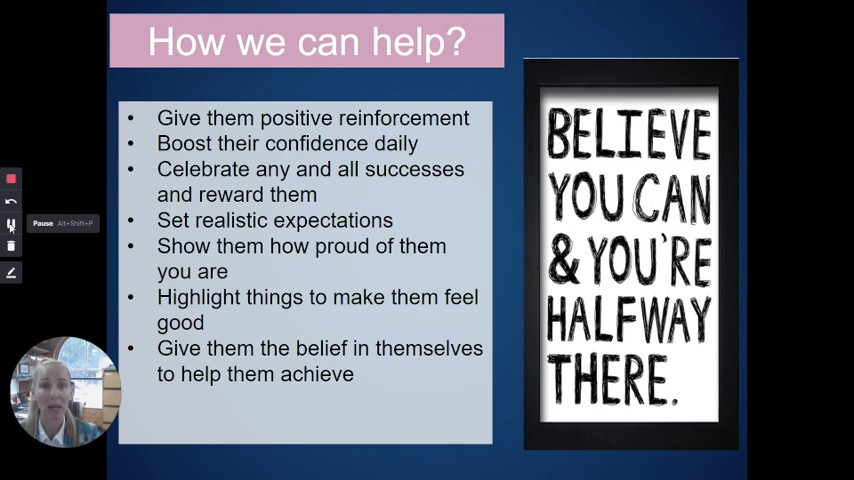 How we can help?
• Give them positive reinforcement
• Boost their confidence daily
• Celebrate any and all successes
and reward them
• Set realistic expectations
• Show them how proud of them
you are
• Highlight things to make them feel
good
• Give them the belief in themselves
to help them achieve
BELIEVE
YOU CAN
& YOU'RE
HALFWAY
THERE.
Pause Alt+Shift+P